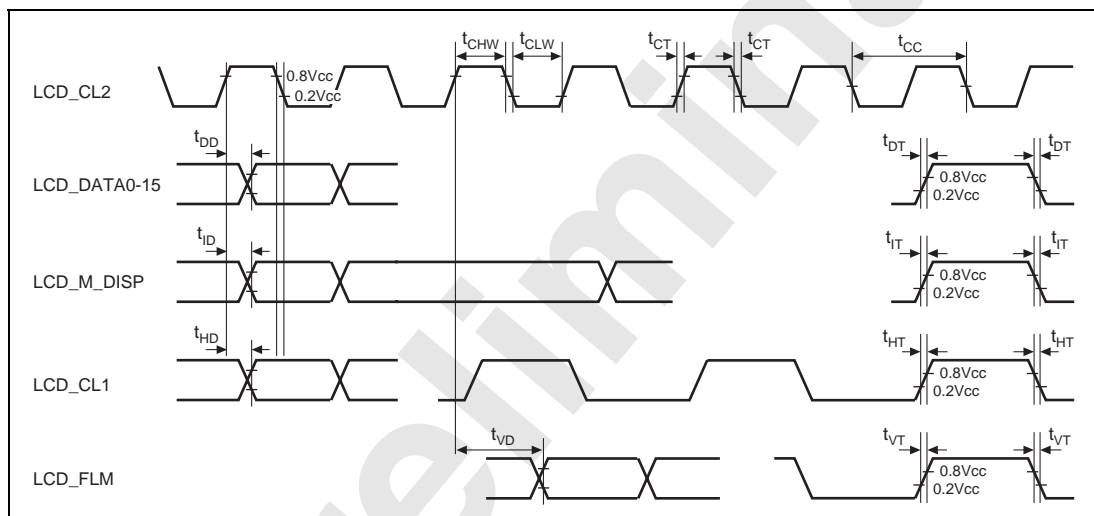 tCHW tCLW tCT tCT tCC
LCD_CL2
0.8Vcc
0.2Vcc
tDD
tDT tDT
LCD_DATA0-15
0.8Vcc
0.2Vcc
tID
tIT tIT
LCD_M_DISP
0.8Vcc
0.2Vcc
tHD
tHT tHT
LCD_CL1
0.8Vcc
0.2Vcc
tVD
tVT tVT
LCD_FLM
0.8Vcc
0.2Vcc
elimina